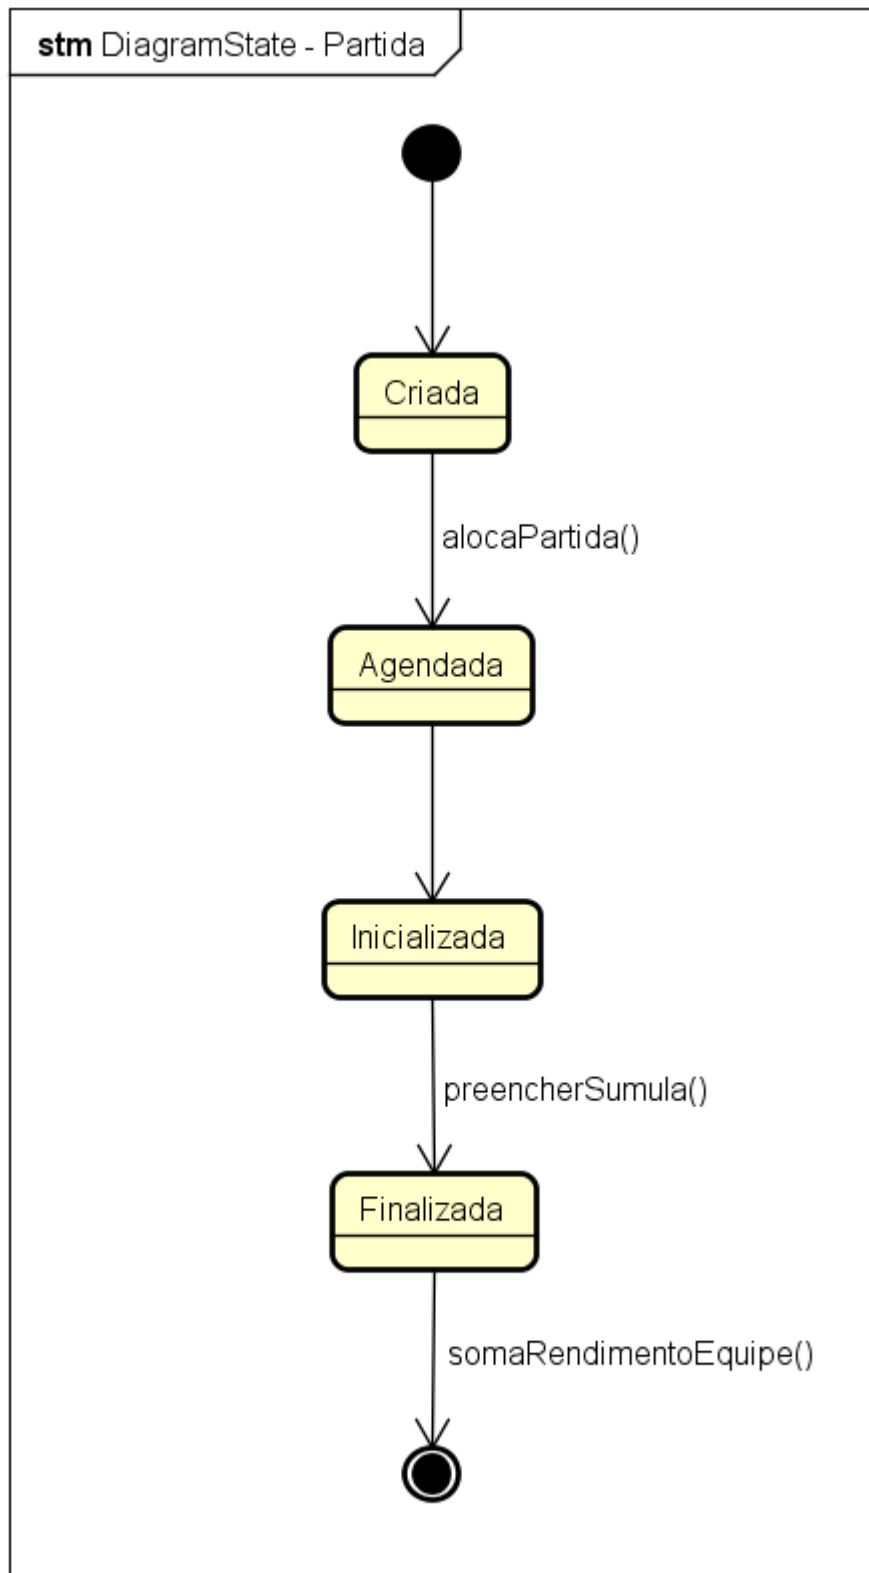 stm DiagramState - Partida
Criada
alocaPartida()
Agendada
Inicializada
preencherSumula()
Finalizada
somaRendimentoEquipe()